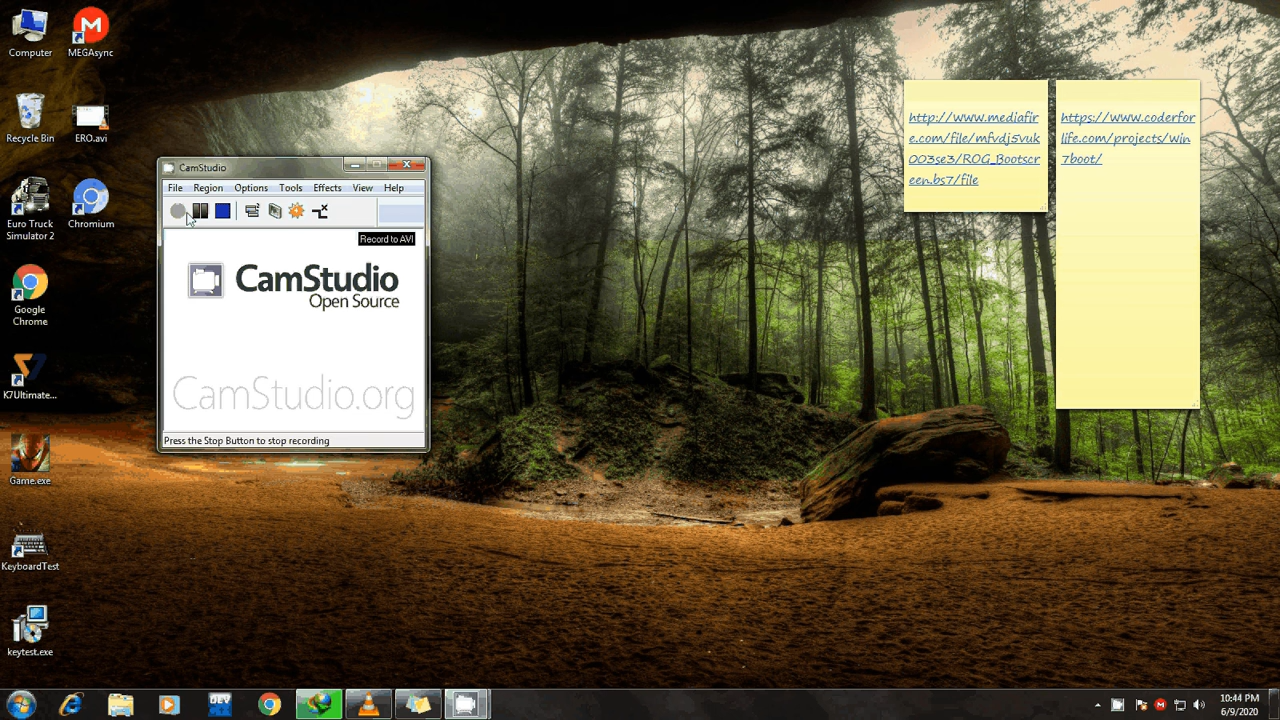 Computer
MEGAsync
Recycle Bin
ERO.avi
Euro Truck
Simulator 2
Chromium
Google
Chrome
K7Ultimate...
Game.exe
KeyboardTest
keytest.exe
CamStudio
File Region Options Tools Effects View Help
Record to AVI
CamStudio
Open Source
CamStudio.org
Press the Stop Button to stop recording
http://www.mediafir
e.com/file/mfvdj5vuk
003se3/ROG_Bootscr
een.bs7/file
https://www.coderfor
life.com/projects/win
7boot/
DEV
10:44 PM
6/9/2020